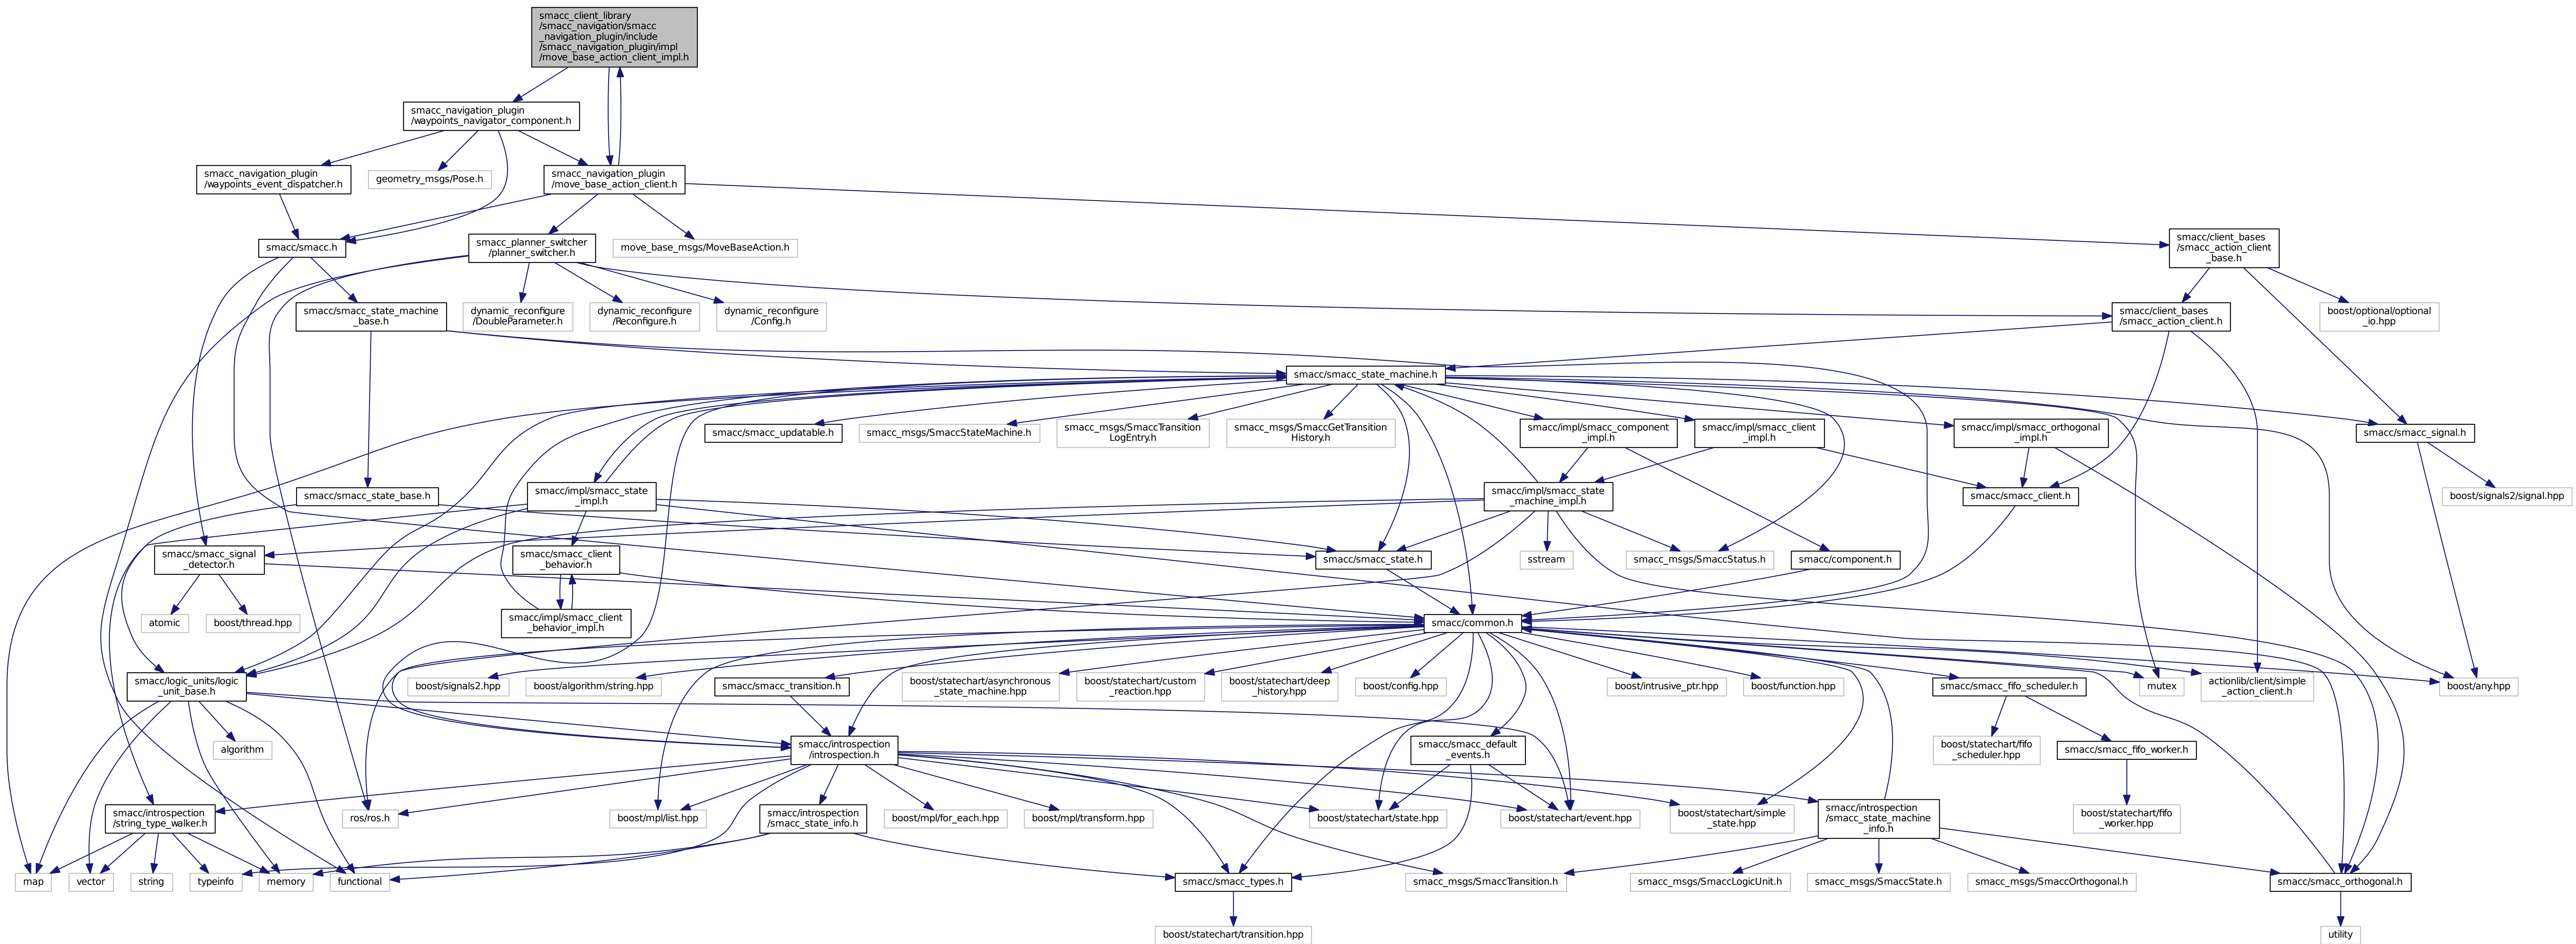 smacc_client_library
/smacc_navigation/smacc
_navigation_plugin/include
/smacc_navigation_plugin/impl
/move_base_action_client_impl.h
smacc_navigation_plugin
/waypoints_navigator_component.h
smacc_navigation_plugin
/waypoints_event_dispatcher.h
geometry_msgs/Pose.h
smacc_navigation_plugin
/move_base_action_client.h
smacc/smacc.h
smacc_planner_switcher
/planner_switcher.h
move_base_msgs/MoveBaseAction.h
smacc/client_bases
/smacc_action_client
_base.h
smacc/smacc_state_machine
_base.h
dynamic_reconfigure
/DoubleParameter.h
dynamic_reconfigure
/Reconfigure.h
dynamic_reconfigure
/Config.h
smacc/client_bases
/smacc_action_client.h
boost/optional/optional
_io.hpp
smacc/smacc_state_machine.h
smacc/smacc_updatable.h
smacc_msgs/SmaccStateMachine.h
smacc_msgs/SmaccTransition
LogEntry.h
smacc_msgs/SmaccGetTransition
History.h
smacc/impl/smacc_component
_impl.h
smacc/impl/smacc_client
_impl.h
smacc/impl/smacc_orthogonal
_impl.h
smacc/smacc_signal.h
smacc/smacc_state_base.h
smacc/impl/smacc_state
_impl.h
smacc/impl/smacc_state
_machine_impl.h
smacc/smacc_client.h
boost/signals2/signal.hpp
smacc/smacc_signal
_detector.h
smacc/smacc_client
_behavior.h
smacc/smacc_state.h
sstream
smacc_msgs/SmaccStatus.h
smacc/component.h
atomic
boost/thread.hpp
smacc/impl/smacc_client
_behavior_impl.h
smacc/common.h
smacc/logic_units/logic
_unit_base.h
boost/signals2.hpp
boost/algorithm/string.hpp
smacc/smacc_transition.h
boost/statechart/asynchronous
_state_machine.hpp
boost/statechart/custom
_reaction.hpp
boost/statechart/deep
_history.hpp
boost/config.hpp
boost/intrusive_ptr.hpp
boost/function.hpp
smacc/smacc_fifo_scheduler.h
mutex
actionlib/client/simple
_action_client.h
boost/any.hpp
algorithm
smacc/introspection
/introspection.h
smacc/smacc_default
_events.h
boost/statechart/fifo
_scheduler.hpp
smacc/smacc_fifo_worker.h
smacc/introspection
/string_type_walker.h
ros/ros.h
boost/mpl/list.hpp
smacc/introspection
/smacc_state_info.h
boost/mpl/for_each.hpp
boost/mpl/transform.hpp
boost/statechart/state.hpp
boost/statechart/event.hpp
boost/statechart/simple
_state.hpp
smacc/introspection
/smacc_state_machine
_info.h
boost/statechart/fifo
_worker.hpp
map
vector
string
typeinfo
memory
functional
smacc/smacc_types.h
smacc_msgs/SmaccTransition.h
smacc_msgs/SmaccLogicUnit.h
smacc_msgs/SmaccState.h
smacc_msgs/SmaccOrthogonal.h
smacc/smacc_orthogonal.h
boost/statechart/transition.hpp
utility